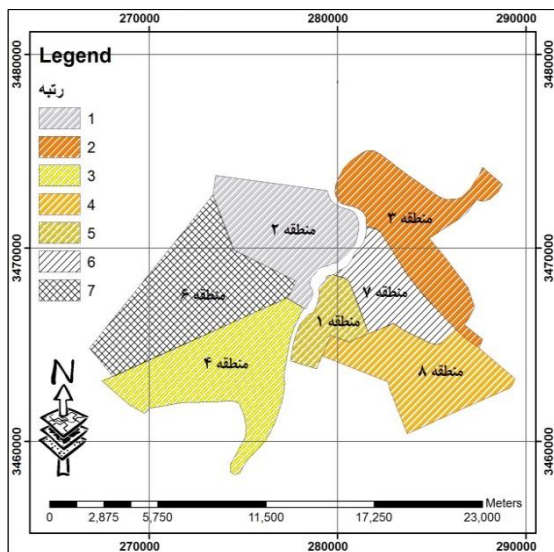 270000 280000 290000
3480000 3480000
Legend
رتبه
1
2
3
4
5
6
7
منطقه ۲
منطقه ۳
3470000 3470000
منطقه ۶
منطقه ۷
منطقه ۱
منطقه ۴
منطقه ۸
N
3460000 3460000
Meters
0 2,875 5,750 11,500 17,250 23,000
270000 280000 290000